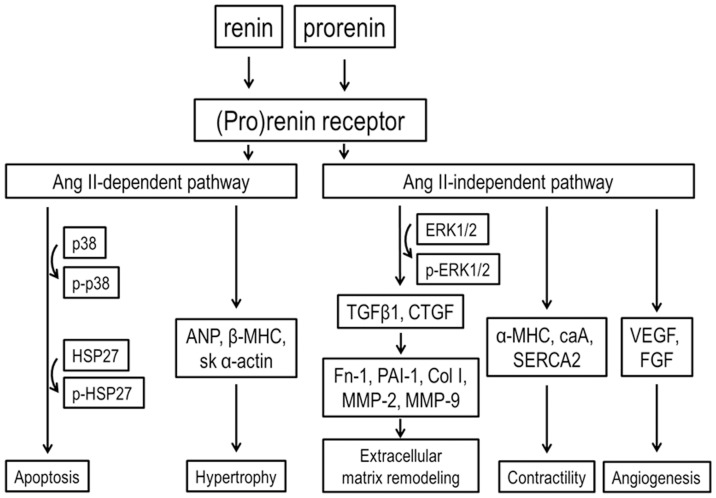 renin
prorenin
(Pro)renin receptor
Ang II-dependent pathway
Ang II-independent pathway
p38
p-p38
HSP27
p-HSP27
Apoptosis
ANP, β-MHC,
sk α-actin
Hypertrophy
ERK1/2
p-ERK1/2
TGFβ1, CTGF
Fn-1, PAI-1, Col I,
MMP-2, MMP-9
Extracellular
matrix remodeling
α-MHC, caA,
SERCA2
Contractility
VEGF,
FGF
Angiogenesis